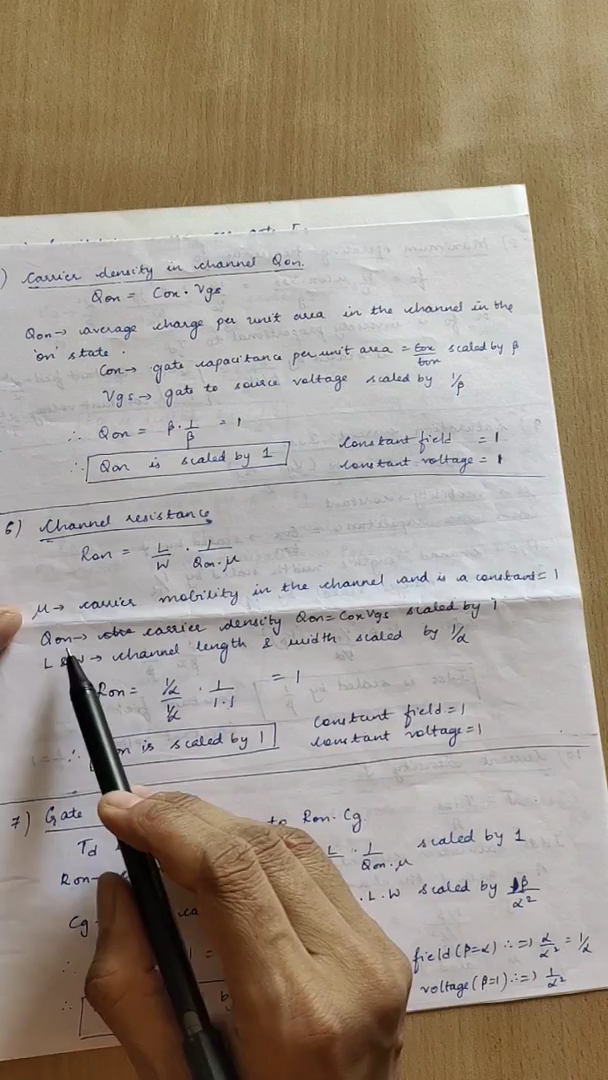 ) Carrier density in channel Qon.
Qon = Cox . Vgs
Qon → average charge per unit area in the channel in the
'on' state.
Con → gate capacitance per unit area = scaled by β
Vgs → gate to source voltage scaled by 1/β
∴ Qon = β . 1/β = 1
∴ Qon is scaled by 1
constant field = 1
constant voltage = 1
6) Channel resistance
Ron = L/W . 1/Qon.μ
μ → carrier mobility in the channel and is a constant = 1
Qon → carrier density Qon = Cox Vgs scaled by 1
L & W → channel length & width scaled by 1/α
Ron = 1/α / 1/α . 1/1.1 = 1
∴ is scaled by 1
constant field = 1
constant voltage = 1
7) Gate to Ron . Cg.
Td
Ron → L . 1/Qon.μ scaled by 1
Cg . L . W scaled by β/α²
field (β=α) ∴ => α/α² = 1/α
voltage (β=1) ∴ => 1/α²